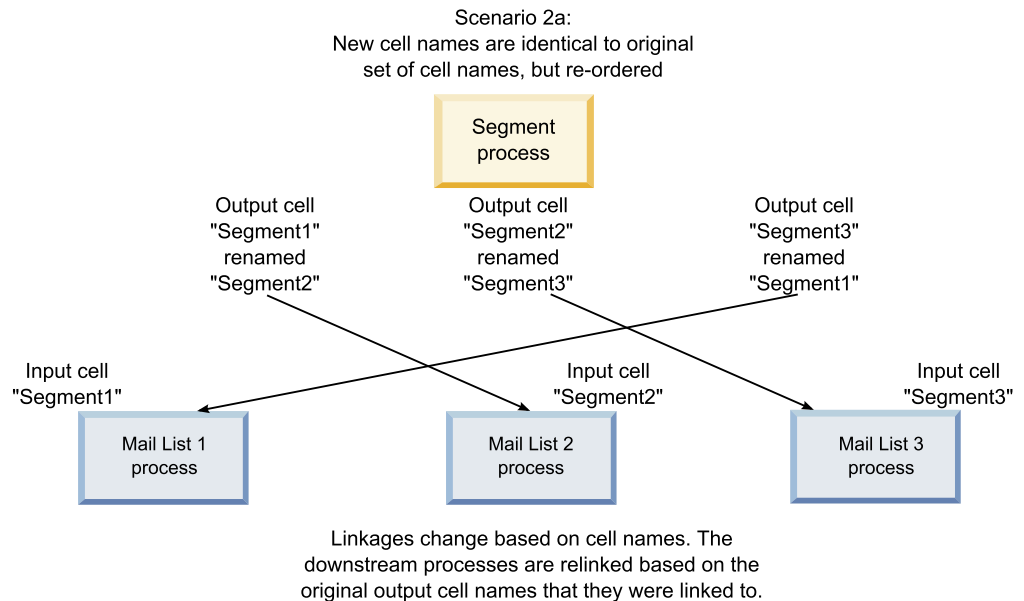 Scenario 2a:
New cell names are identical to original
set of cell names, but re-ordered
Segment
process
Output cell
"Segment1"
renamed
"Segment2"
Output cell
"Segment2"
renamed
"Segment3"
Output cell
"Segment3"
renamed
"Segment1"
Input cell
"Segment1"
Input cell
"Segment2"
Input cell
"Segment3"
Mail List 1
process
Mail List 2
process
Mail List 3
process
Linkages change based on cell names. The
downstream processes are relinked based on the
original output cell names that they were linked to.